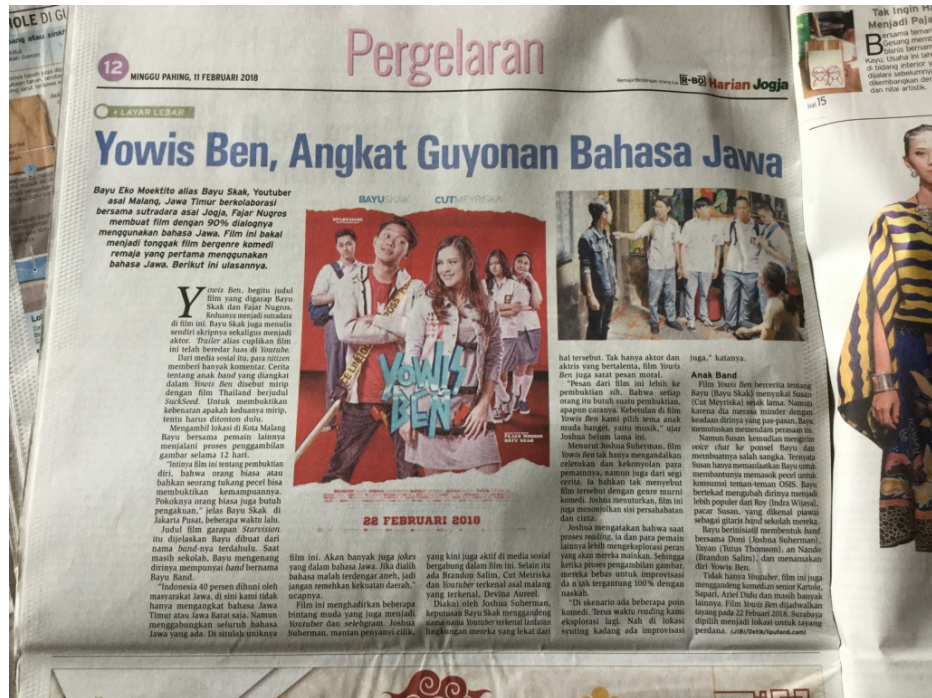 12
MINGGU PAHING, 11 FEBRUARI 2018
Pergelaran
Harian Jogja
LAYAR LEBAR
Yowis Ben, Angkat Guyonan Bahasa Jawa
Bayu Eko Moektito alias Bayu Skak, Youtuber
asal Malang, Jawa Timur berkolaborasi
bersama sutradara asal Jogja, Fajar Nugros
membuat film dengan 90% dialognya
menggunakan bahasa Jawa. Film ini bakal
menjadi tonggak film bergenre komedi
remaja yang pertama menggunakan
bahasa Jawa. Berikut ini ulasannya.
Yowis Ben, begitu judul
film yang digarap Bayu
Skak dan Fajar Nugros.
Keduanya menjadi sutradara
di film ini. Bayu Skak juga menulis
sendiri skripnya sekaligus menjadi
aktor. Trailer alias cuplikan film
ini telah beredar luas di Youtube.
Dari media sosial itu, para nitizen
memberi banyak komentar. Cerita
tentang anak band yang diangkat
dalam Yowis Ben disebut mirip
dengan film Thailand berjudul
SuckSeed. Untuk membuktikan
kebenaran apakah keduanya mirip,
tentu harus ditonton dulu.
Mengambil lokasi di Kota Malang
Bayu bersama pemain lainnya
menjalani proses pengambilan
gambar selama 12 hari.
"Intinya film ini tentang pembuktian
diri, bahwa orang biasa atau
bahkan seorang tukang pecel bisa
membuktikan kemampuannya.
Pokoknya orang biasa juga butuh
pengakuan," jelas Bayu Skak di
Jakarta Pusat, beberapa waktu lalu.
Judul film garapan Starvision
itu dijelaskan Bayu dibuat dari
nama band-nya terdahulu. Saat
masih sekolah, Bayu mengenang
dirinya mempunyai band bernama
Bayu Band.
"Indonesia 40 persen dihuni oleh
masyarakat Jawa, di sini kami tidak
hanya mengangkat bahasa Jawa
Timur atau Jawa Barat saja. Namun
menggabungkan seluruh bahasa
Jawa yang ada. Di situlah uniknya
BAYUSKAK
CUTMEYRISKA
YOWIS
BEN
22 FEBRUARI 2018
film ini. Akan banyak juga jokes
yang dalam bahasa Jawa. Jika dialih
bahasa malah terdengar aneh, jadi
jangan remehkan kekuatan daerah,"
ucapnya.
Film ini menghadirkan beberapa
bintang muda yang juga menjadi
Youtuber dan selebgram. Joshua
Suherman, mantan penyanyi cilik,
yang kini juga aktif di media sosial
bergabung dalam film ini. Selain itu
ada Brandon Salim, Cut Meiriska
dan Youtuber terkenal asal malang
yang terkenal, Devina Aureel.
Diakui oleh Joshua Suherman,
keputusan Bayu Skak menggandeng
nama-nama Youtuber terkenal lantaran
lingkungan mereka yang lekat dari
hal tersebut. Tak hanya aktor dan
aktris yang bertalenta, film Yowis
Ben juga sarat pesan moral.
"Pesan dari film ini lebih ke
pembuktian sih. Bahwa setiap
orang itu butuh suatu pembuktian,
apapun caranya. Kebetulan di film
Yowis Ben kami pilih tema anak
muda banget, yaitu musik," ujar
Joshua belum lama ini.
Menurut Joshua Suherman, film
Yowis Ben tak hanya mengandalkan
celetukan dan kekonyolan para
pemainnya, namun juga dari segi
cerita. Ia bahkan tak menyebut
film tersebut dengan genre murni
komedi. Joshua menuturkan, film ini
juga menonjolkan sisi persahabatan
dan cinta.
Joshua mengatakan bahwa saat
proses reading, ia dan para pemain
lainnya lebih mengeksplorasi peran
yang akan mereka mainkan. Sehingga
ketika proses pengambilan gambar,
mereka bebas untuk improvisasi
dan tak tergantung 100% dengan
naskah.
"Di skenario ada beberapa poin
komedi. Terus waktu reading kami
eksplorasi lagi. Nah di lokasi
syuting kadang ada improvisasi
juga," katanya.
Anak Band
Film Yowis Ben bercerita tentang
Bayu (Bayu Skak) menyukai Susan
(Cut Meyriska) sejak lama. Namun
karena dia merasa minder dengan
keadaan dirinya yang pas-pasan, Bayu
memutuskan memendam perasaan itu.
Namun Susan kemudian mengirim
voice chat ke ponsel Bayu dan
membuatnya salah sangka. Ternyata
Susan hanya memanfaatkan Bayu untuk
membantunya memasok pecel untuk
konsumsi teman-teman OSIS. Bayu
bertekad mengubah dirinya menjadi
lebih populer dari Roy (Indra Wijaya),
pacar Susan, yang dikenal piawai
sebagai gitaris band sekolah mereka.
Bayu berinisiatif membentuk band
bersama Doni (Joshua Suherman),
Yayan (Tutus Thomson), an Nando
(Brandon Salim), dan menamakan
diri Yowis Ben.
Tidak hanya Youtuber, film ini juga
menggandeng komedian senior Kartolo,
Sapari, Arief Didu dan masih banyak
lainnya. Film Yowis Ben dijadwalkan
tayang pada 22 Febuari 2018. Surabaya
dipilih menjadi lokasi untuk tayang
perdana. (JIBI/Detik/liputan6.com)
Tak Ingin
Menjadi
Bersama
Gesang
bisnis
Kayu. Usaha ini
di bidang interior
dijalani
dikembangkan
dan nilai artistik.
Hal.15